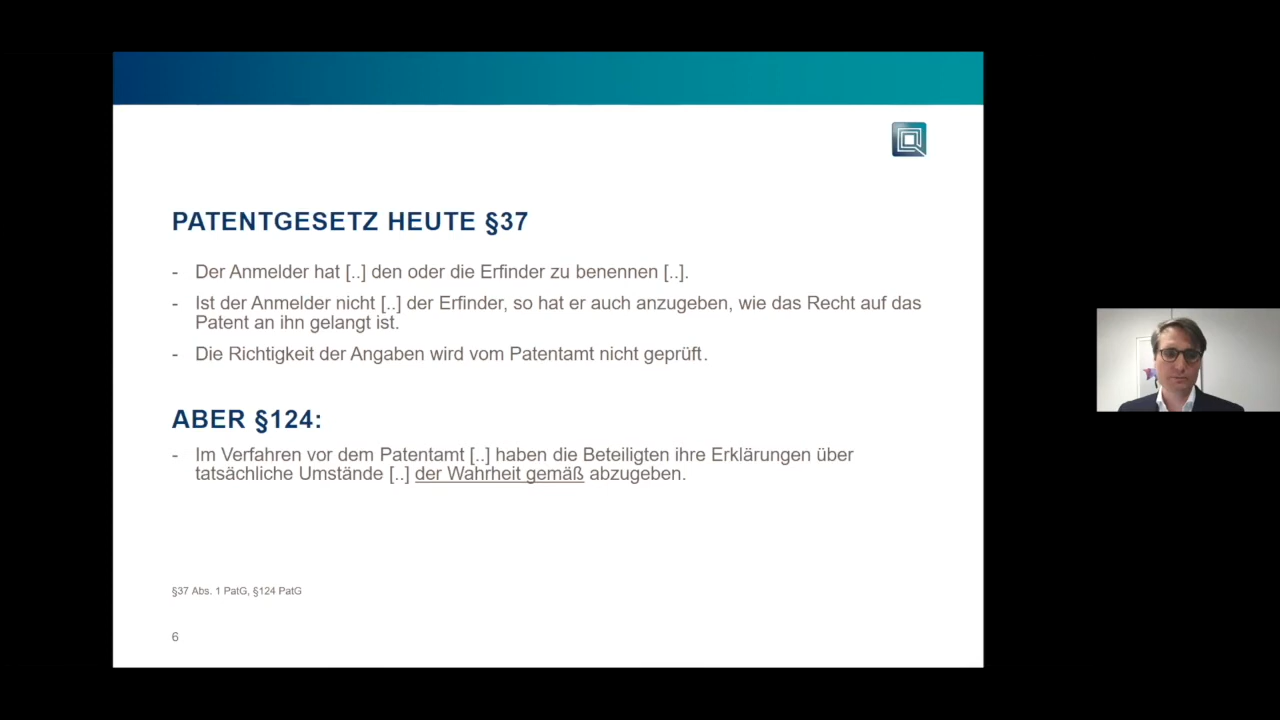 PATENTGESETZ HEUTE §37
- Der Anmelder hat [..] den oder die Erfinder zu benennen [..].
- Ist der Anmelder nicht [..] der Erfinder, so hat er auch anzugeben, wie das Recht auf das
Patent an ihn gelangt ist.
- Die Richtigkeit der Angaben wird vom Patentamt nicht geprüft.
ABER §124:
- Im Verfahren vor dem Patentamt [..] haben die Beteiligten ihre Erklärungen über
tatsächliche Umstände [..] der Wahrheit gemäß abzugeben.
§37 Abs. 1 PatG, §124 PatG
6